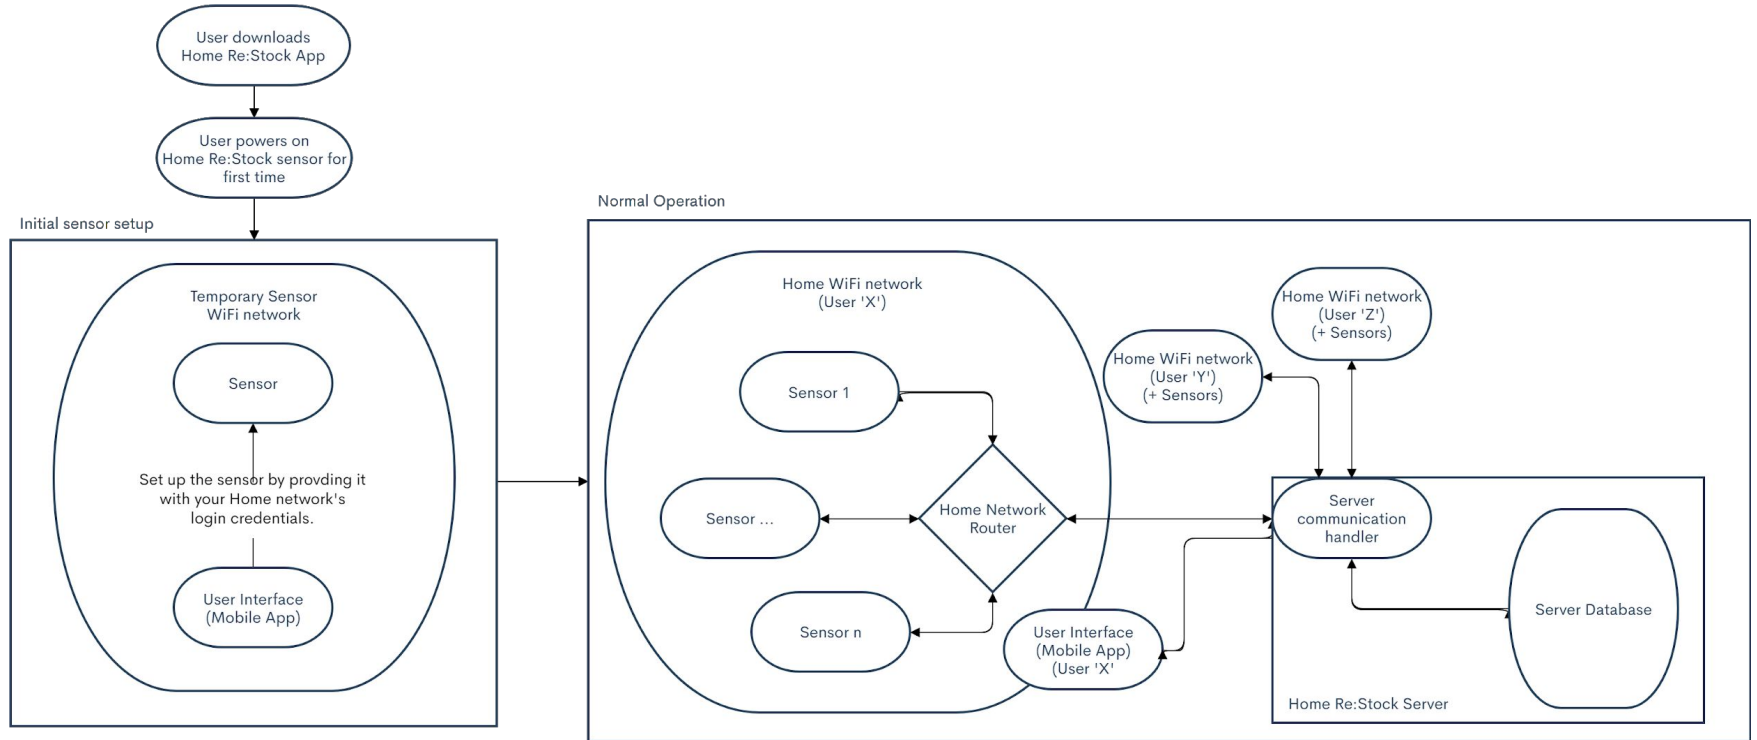 User downloads
Home Re:Stock App
User powers on
Home Re:Stock sensor for
first time
Initial sensor setup
Temporary Sensor
WiFi network
Sensor
Set up the sensor by provding it
with your Home network's
login credentials.
User Interface
(Mobile App)
Normal Operation
Home WiFi network
(User 'X')
Sensor 1
Sensor ...
Sensor n
Home Network
Router
User Interface
(Mobile App)
(User 'X'
Home WiFi network
(User 'Y')
(+ Sensors)
Home WiFi network
(User 'Z')
(+ Sensors)
Server
communication
handler
Server Database
Home Re:Stock Server